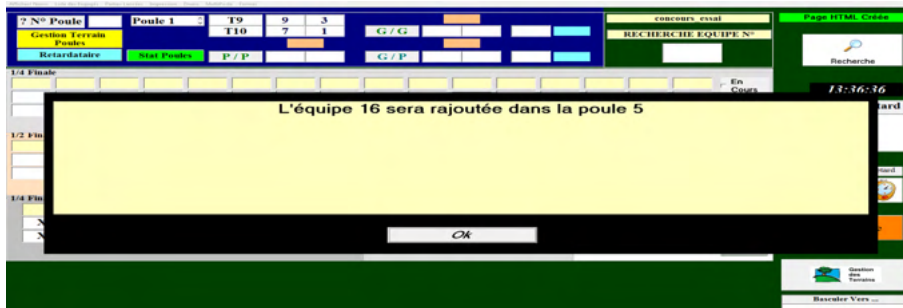 ? N° Poule
Poule 1
T9 9 3
T10 7 1
G / G
Gestion Terrain
Poules
Retardataire
Stat Poules
P / P
G / P
concours_essai
RECHERCHE EQUIPE N°
Page HTML Créée
Recherche
13:36:36
1/4 Finale
En
Cours
L'équipe 16 sera rajoutée dans la poule 5
Ok
1/2 Fin
1/4 Fin
tard
Gestion
des
Terrains
Basculer Vers ...